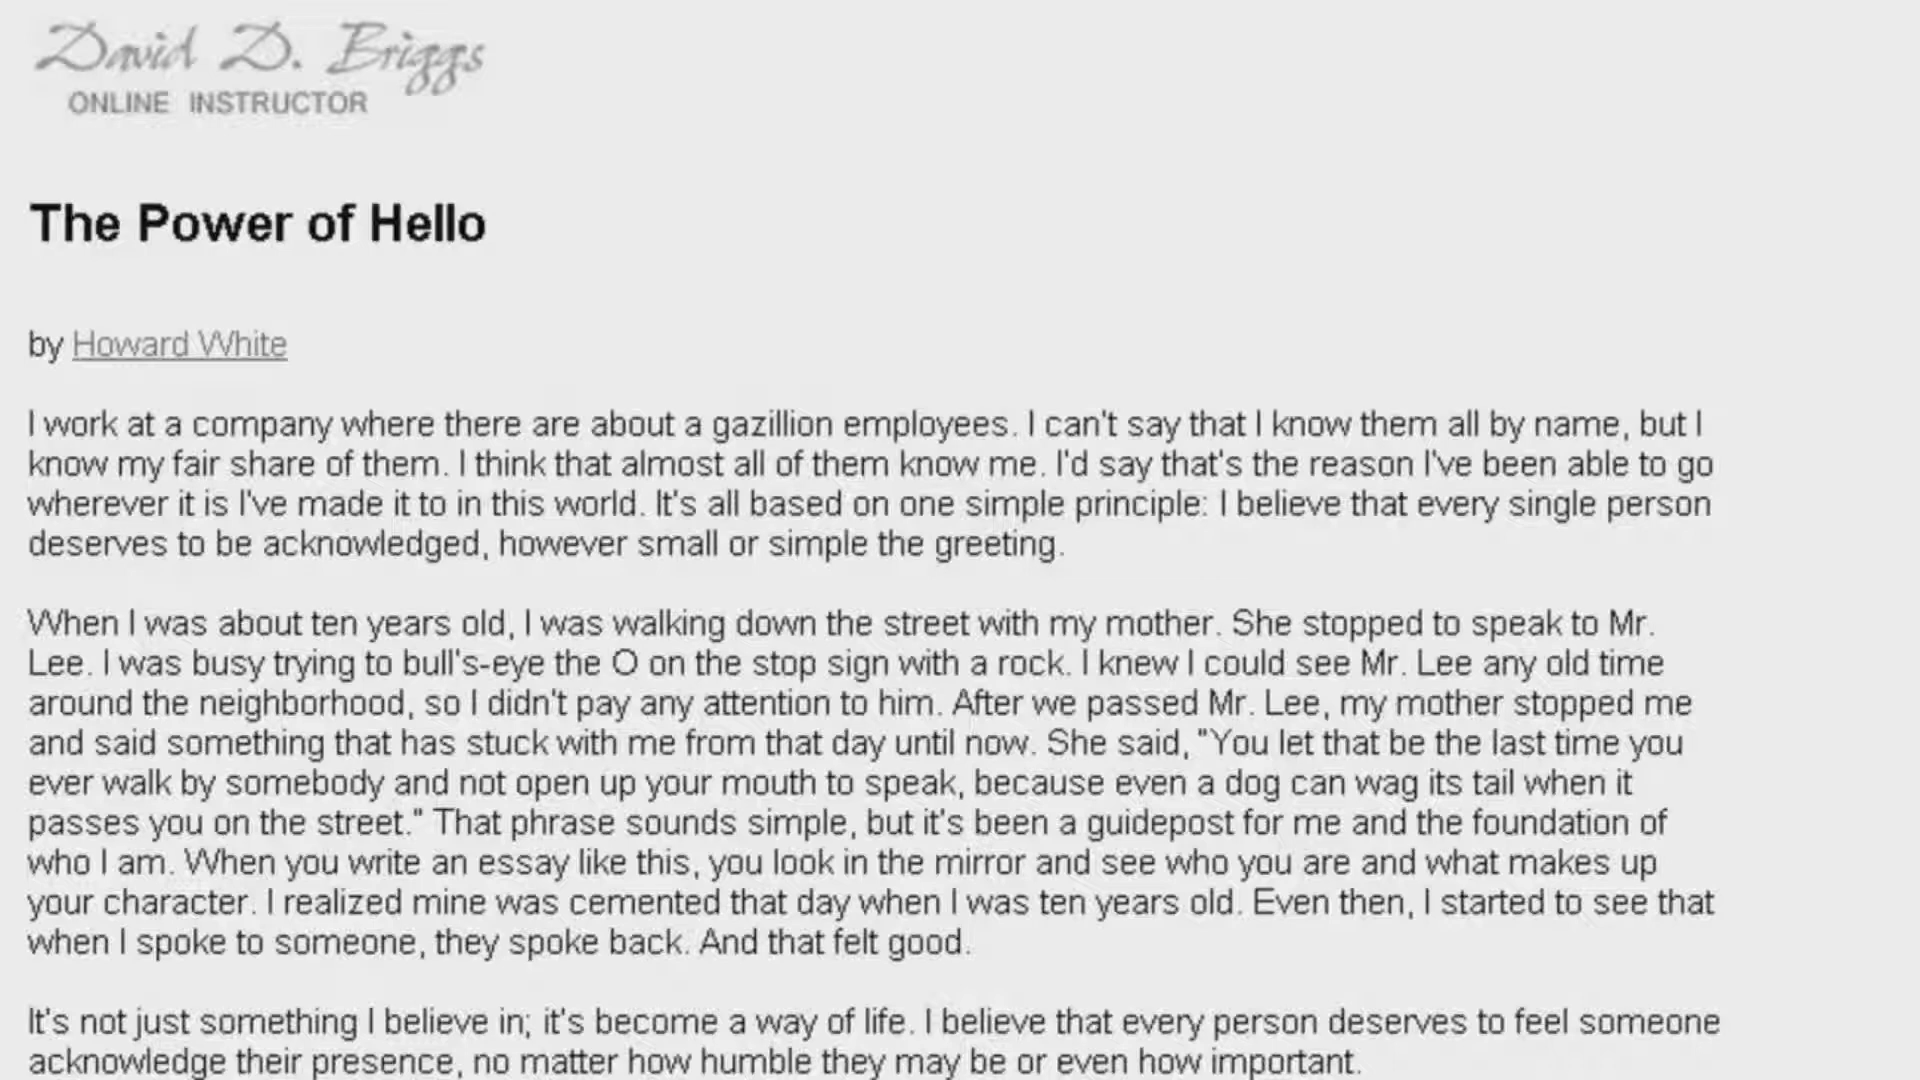 David D. Briggs
ONLINE INSTRUCTOR
The Power of Hello
by Howard White
I work at a company where there are about a gazillion employees. I can't say that I know them all by name, but I
know my fair share of them. I think that almost all of them know me. I'd say that's the reason I've been able to go
wherever it is I've made it to in this world. It's all based on one simple principle: I believe that every single person
deserves to be acknowledged, however small or simple the greeting.
When I was about ten years old, I was walking down the street with my mother. She stopped to speak to Mr.
Lee. I was busy trying to bull's-eye the O on the stop sign with a rock. I knew I could see Mr. Lee any old time
around the neighborhood, so I didn't pay any attention to him. After we passed Mr. Lee, my mother stopped me
and said something that has stuck with me from that day until now. She said, "You let that be the last time you
ever walk by somebody and not open up your mouth to speak, because even a dog can wag its tail when it
passes you on the street." That phrase sounds simple, but it's been a guidepost for me and the foundation of
who I am. When you write an essay like this, you look in the mirror and see who you are and what makes up
your character. I realized mine was cemented that day when I was ten years old. Even then, I started to see that
when I spoke to someone, they spoke back. And that felt good.
It's not just something I believe in; it's become a way of life. I believe that every person deserves to feel someone
acknowledge their presence, no matter how humble they may be or even how important.